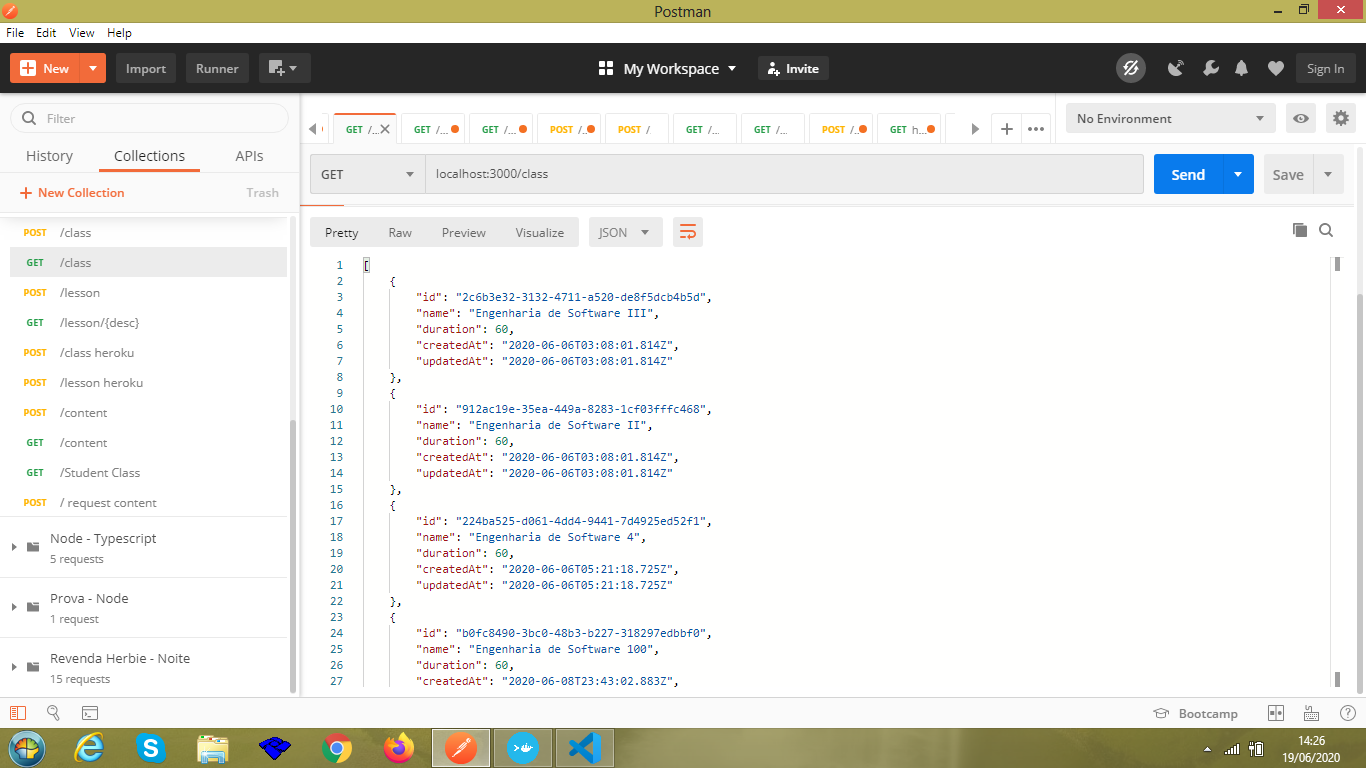 Postman
File Edit View Help
New Import Runner My Workspace Invite Sign In
Filter
History Collections APIs
New Collection Trash
POST /class
GET /class
POST /lesson
GET /lesson/{desc}
POST /class heroku
POST /lesson heroku
POST /content
GET /content
GET /Student Class
POST / request content
Node - Typescript
5 requests
Prova - Node
1 request
Revenda Herbie - Noite
15 requests
GET /... GET /... GET /... POST /... POST / GET /... GET /... POST /... GET h...
No Environment
GET localhost:3000/class Send Save
Pretty Raw Preview Visualize JSON
1 [
2 {
3 "id": "2c6b3e32-3132-4711-a520-de8f5dcb4b5d",
4 "name": "Engenharia de Software III",
5 "duration": 60,
6 "createdAt": "2020-06-06T03:08:01.814Z",
7 "updatedAt": "2020-06-06T03:08:01.814Z"
8 },
9 {
10 "id": "912ac19e-35ea-449a-8283-1cf03fffc468",
11 "name": "Engenharia de Software II",
12 "duration": 60,
13 "createdAt": "2020-06-06T03:08:01.814Z",
14 "updatedAt": "2020-06-06T03:08:01.814Z"
15 },
16 {
17 "id": "224ba525-d061-4dd4-9441-7d4925ed52f1",
18 "name": "Engenharia de Software 4",
19 "duration": 60,
20 "createdAt": "2020-06-06T05:21:18.725Z",
21 "updatedAt": "2020-06-06T05:21:18.725Z"
22 },
23 {
24 "id": "b0fc8490-3bc0-48b3-b227-318297edbbf0",
25 "name": "Engenharia de Software 100",
26 "duration": 60,
27 "createdAt": "2020-06-08T23:43:02.883Z",
Bootcamp
14:26
19/06/2020